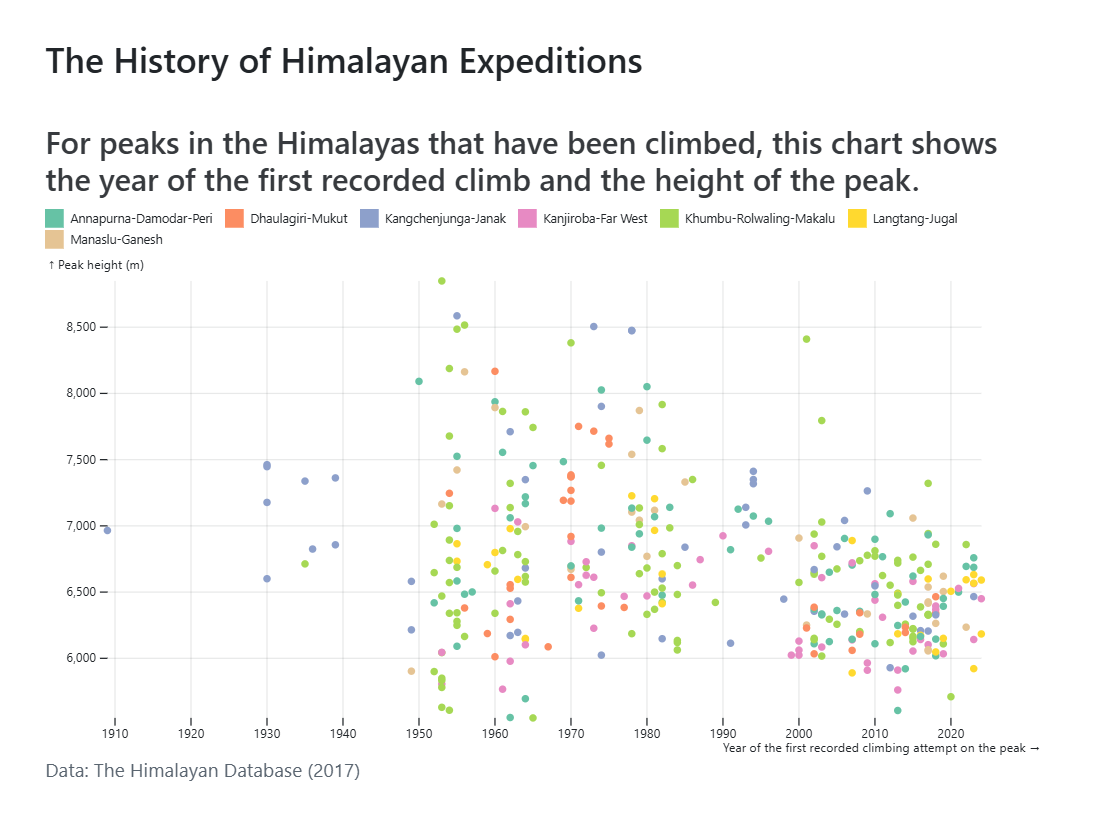 The History of Himalayan Expeditions
For peaks in the Himalayas that have been climbed, this chart shows
the year of the first recorded climb and the height of the peak.
Annapurna-Damodar-Peri Dhaulagiri-Mukut Kangchenjunga-Janak Kanjiroba-Far West Khumbu-Rolwaling-Makalu Langtang-Jugal
Manaslu-Ganesh
↑ Peak height (m)
8,500
8,000
7,500
7,000
6,500
6,000
1910 1920 1930 1940 1950 1960 1970 1980 1990 2000 2010 2020
Year of the first recorded climbing attempt on the peak →
Data: The Himalayan Database (2017)